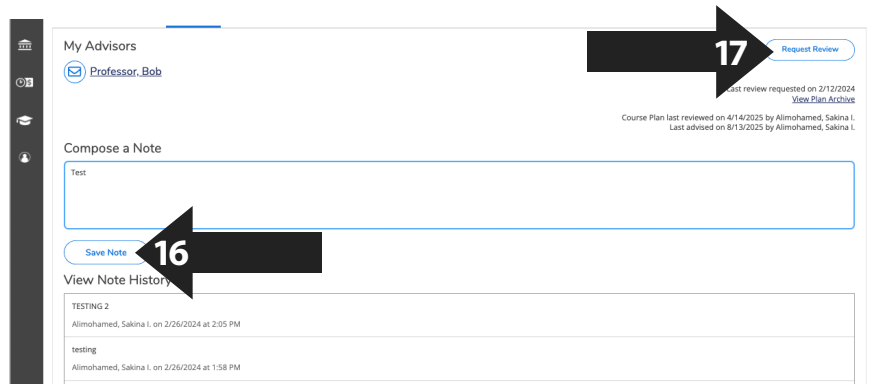 My Advisors
17
Request Review
Professor, Bob
Last review requested on 2/12/2024
View Plan Archive
Course Plan last reviewed on 4/14/2025 by Alimohamed, Sakina I.
Last advised on 8/13/2025 by Alimohamed, Sakina I.
Compose a Note
Test
Save Note
16
View Note History
TESTING 2
Alimohamed, Sakina I. on 2/26/2024 at 2:05 PM
testing
Alimohamed, Sakina I. on 2/26/2024 at 1:58 PM